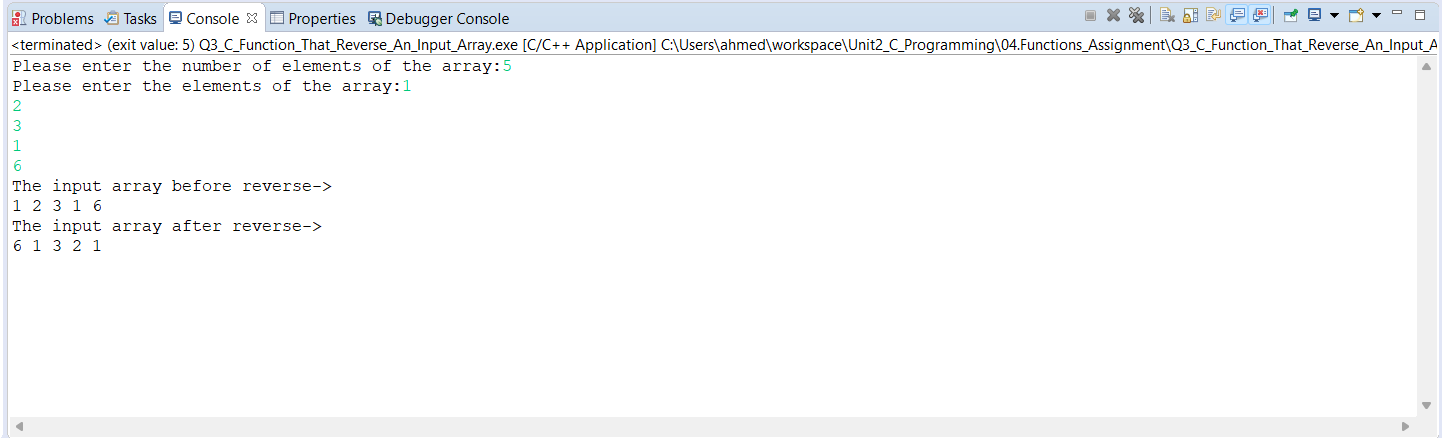 Problems Tasks Console Properties Debugger Console
<terminated> (exit value: 5) Q3_C_Function_That_Reverse_An_Input_Array.exe [C/C++ Application] C:\Users\ahmed\workspace\Unit2_C_Programming\04.Functions_Assignment\Q3_C_Function_That_Reverse_An_Input_A
Please enter the number of elements of the array:5
Please enter the elements of the array:1
2
3
1
6
The input array before reverse->
1 2 3 1 6
The input array after reverse->
6 1 3 2 1